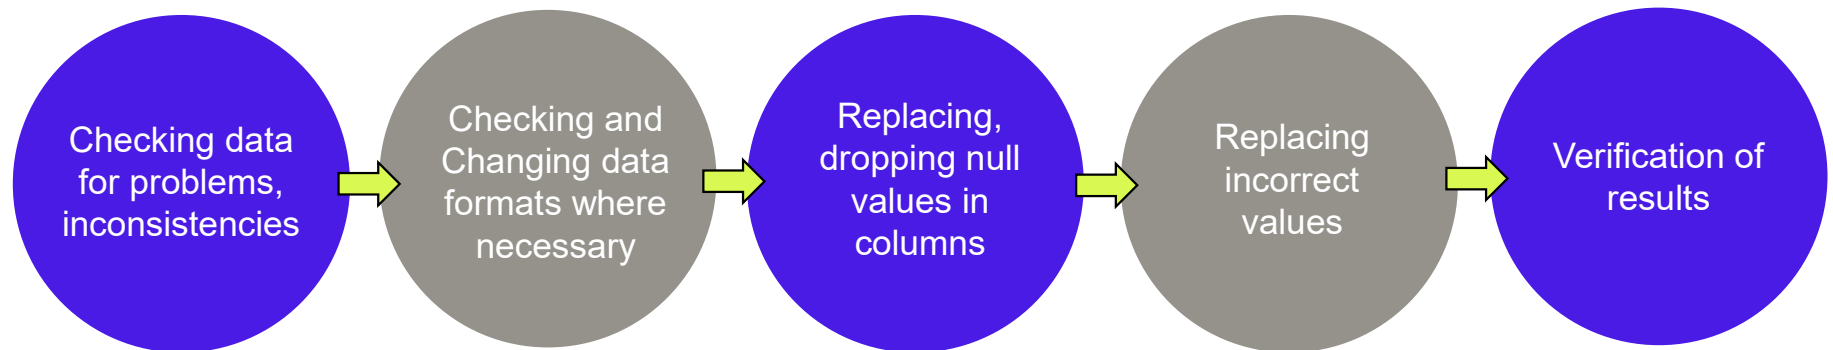 Checking data
for problems,
inconsistencies
Checking and
Changing data
formats where
necessary
Replacing,
dropping null
values in
columns
Replacing
incorrect
values
Verification of
results